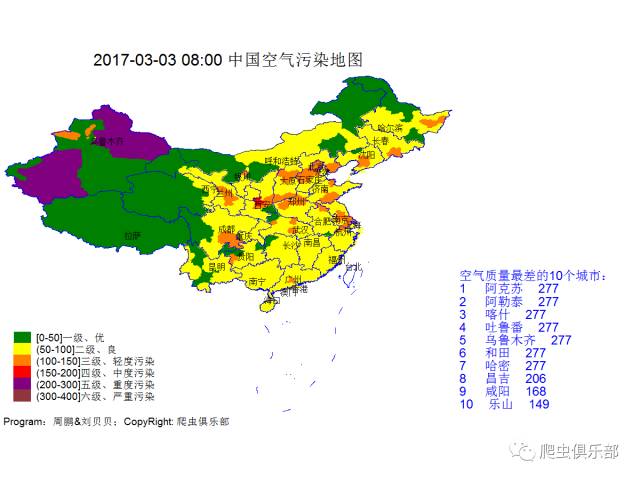 2017-03-03 08:00 中国空气污染地图
哈尔滨
长春
乌鲁木齐
沈阳
呼和浩特
北京
银川
太原
石家庄
西宁
兰州
济南
西安
郑州
合肥
南京
上海
拉萨
成都
重庆
武汉
杭州
长沙
南昌
贵阳
昆明
福州
台北
南宁
广州
香港
澳门
海口
空气质量最差的10个城市:
1 阿克苏 277
2 阿勒泰 277
3 喀什 277
4 吐鲁番 277
5 乌鲁木齐 277
6 和田 277
7 哈密 277
8 昌吉 206
9 咸阳 168
10 乐山 149
[0-50]一级、优
(50-100]二级、良
(100-150]三级、轻度污染
(150-200]四级、中度污染
(200-300]五级、重度污染
(300-400]六级、严重污染
Program：周鹏&刘贝贝；CopyRight: 爬虫俱乐部
爬虫俱乐部